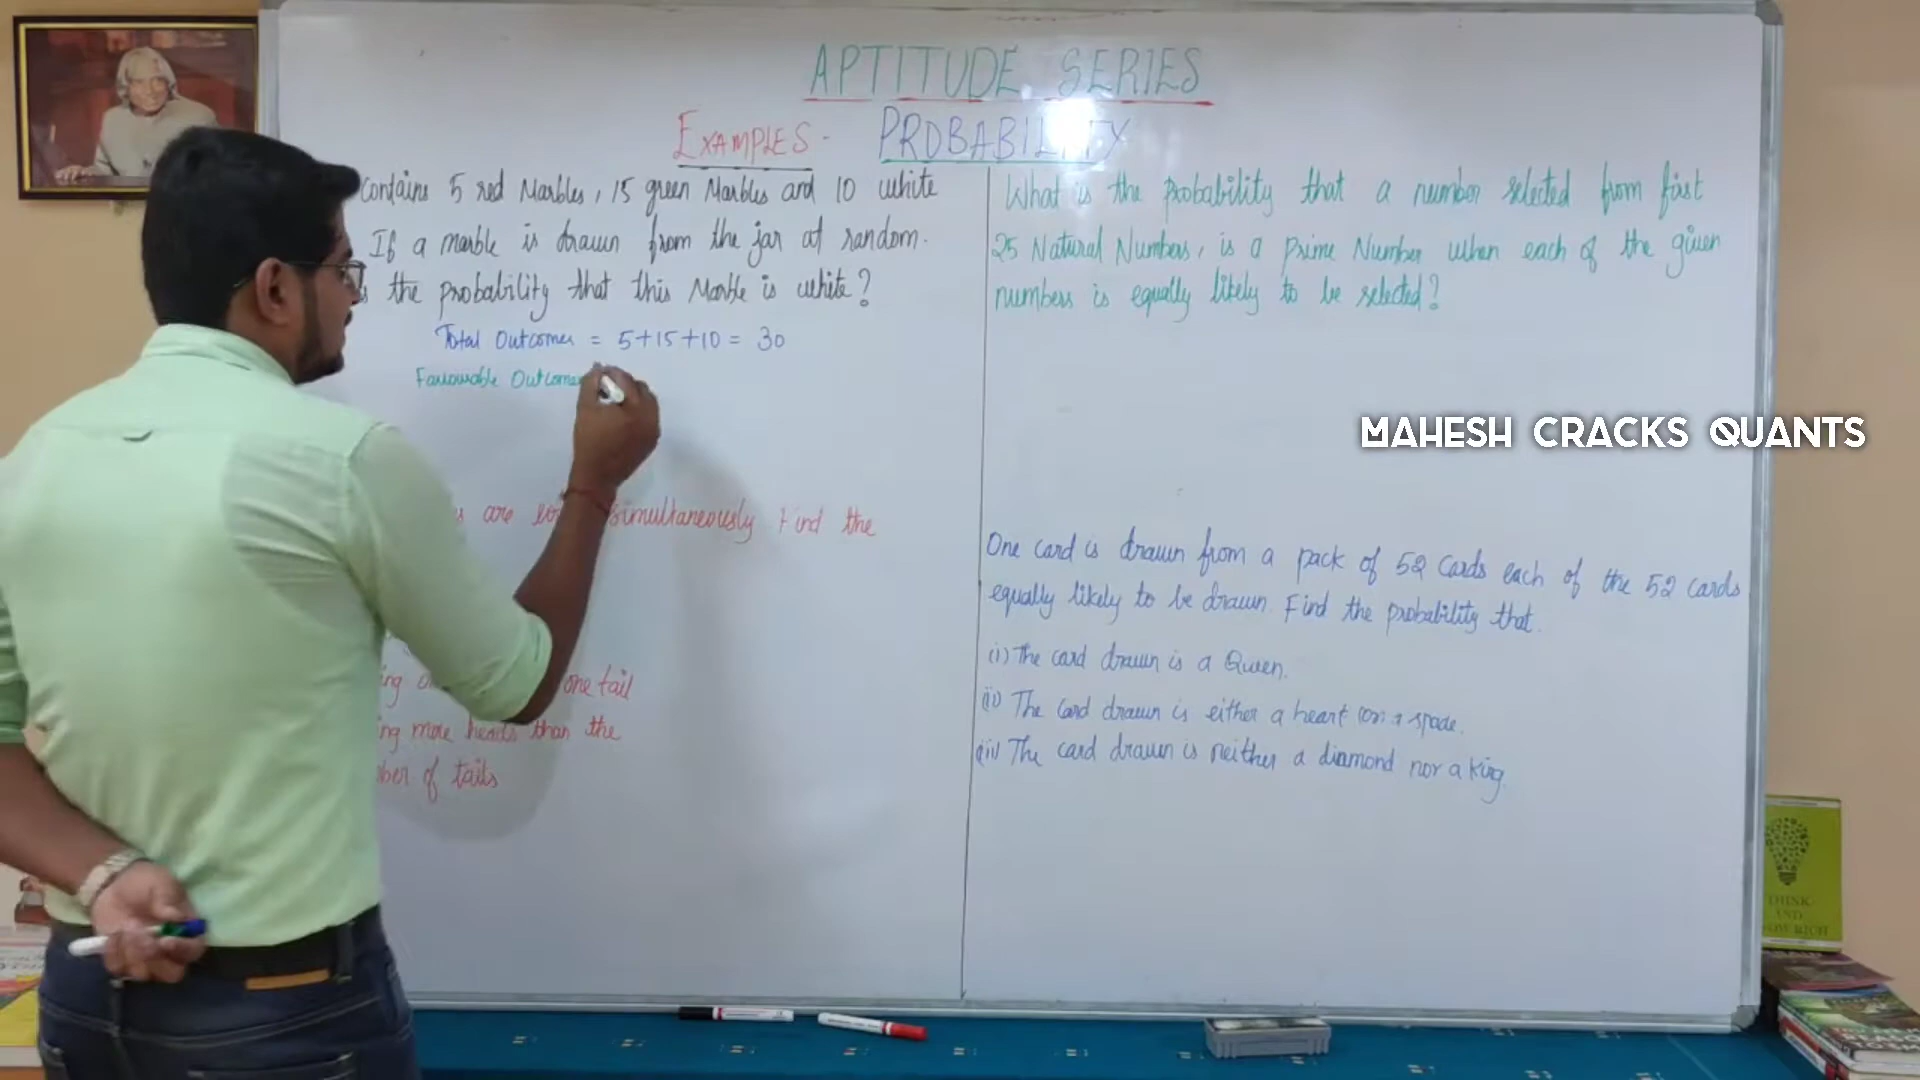 APTITUDE SERIES
EXAMPLES - PROBABILITY
contains 5 red Marbles, 15 green Marbles and 10 white
If a marble is drawn from the jar at random.
the probability that this Marble is white?
Total Outcomes = 5+15+10 = 30
Favourable Outcomes
are simultaneously Find the
one tail
more heads than the
of tails
What is the probability that a number selected from first
25 Natural Numbers, is a Prime Number when each of the given
numbers is equally likely to be selected?
One card is drawn from a pack of 52 cards each of the 52 cards
equally likely to be drawn. Find the probability that.
(i) The card drawn is a Queen.
(ii) The card drawn is either a heart (or) a spade.
(iii) The card drawn is neither a diamond nor a king.
MAHESH CRACKS QUANTS
THINK
AND